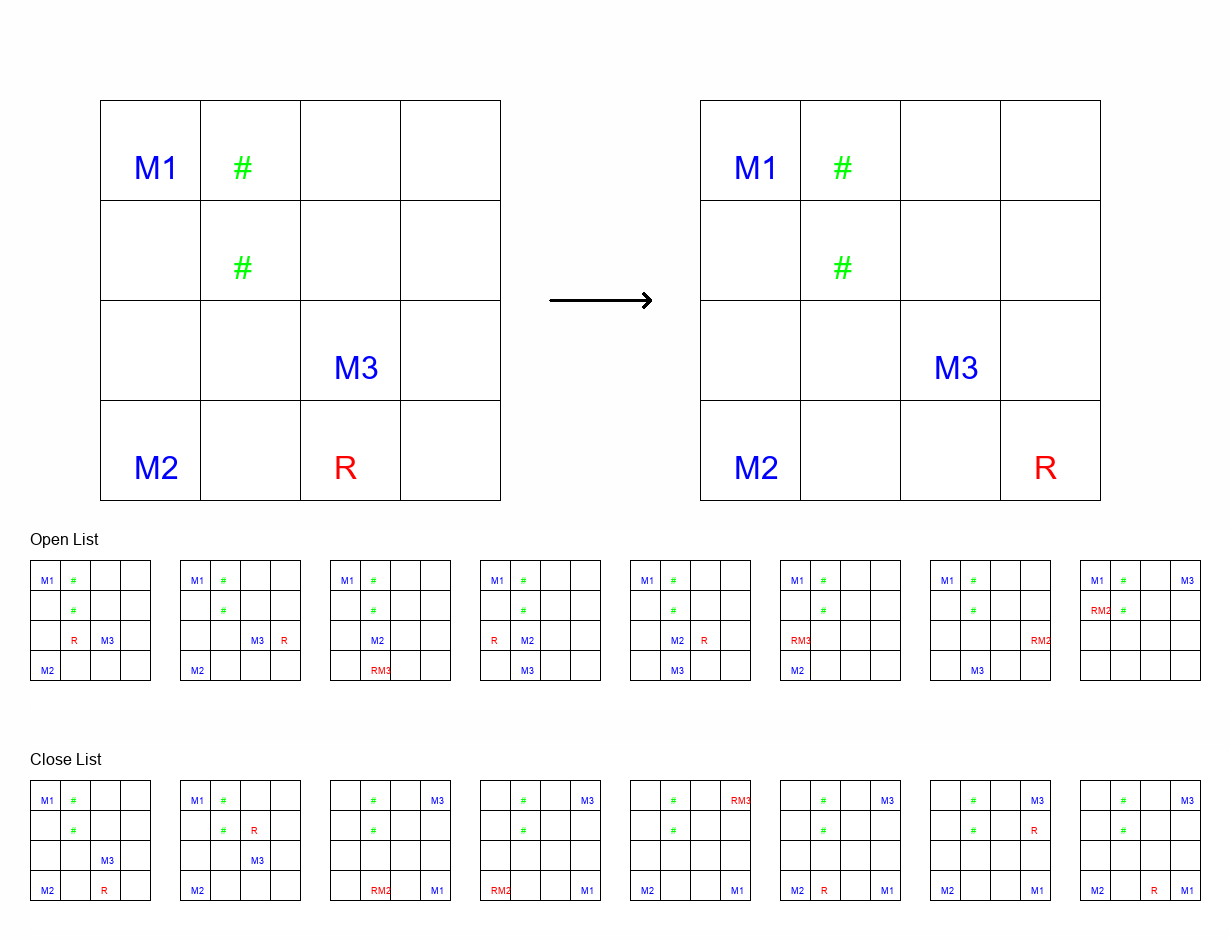 M1 # M1 #
# #
M3 M3
M2 R M2 R
Open List
M1 # M1 # M1 # M1 # M1 # M1 # M1 # M1 # M3
# # # # # # # RM2 #
R M3 M3 R M2 R M2 M2 R RM3 RM2
M2 M2 RM3 M3 M3 M2 M3
Close List
M1 # M1 # # M3 # M3 # RM3 # M3 # M3 # M3
# # R # # # # # R #
M3 M3
M2 R M2 RM2 M1 RM2 M1 M2 M1 M2 R M1 M2 M1 M2 R M1